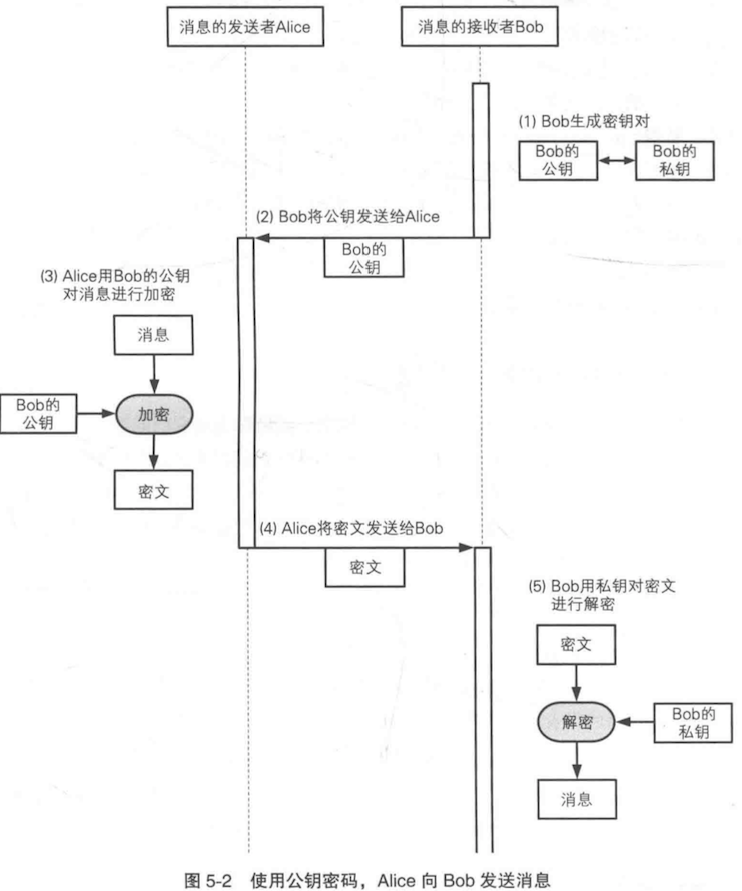 消息的发送者Alice
消息的接收者Bob
(1) Bob生成密钥对
Bob的
公钥
Bob的
私钥
(2) Bob将公钥发送给Alice
Bob的
公钥
(3) Alice用Bob的公钥
对消息进行加密
消息
Bob的
公钥
加密
密文
(4) Alice将密文发送给Bob
密文
(5) Bob用私钥对密文
进行解密
密文
解密
Bob的
私钥
消息
图 5-2 使用公钥密码，Alice 向 Bob 发送消息